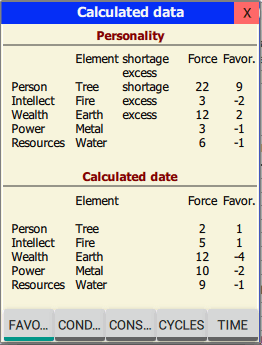 Calculated data X
Personality
Element shortage Force Favor.
excess
Person Tree shortage 22 9
Intellect Fire excess 3 -2
Wealth Earth excess 12 2
Power Metal 3 -1
Resources Water 6 -1
Calculated date
Element Force Favor.
Person Tree 2 1
Intellect Fire 5 1
Wealth Earth 12 -4
Power Metal 10 -2
Resources Water 9 -1
FAVO... COND... CONS... CYCLES TIME